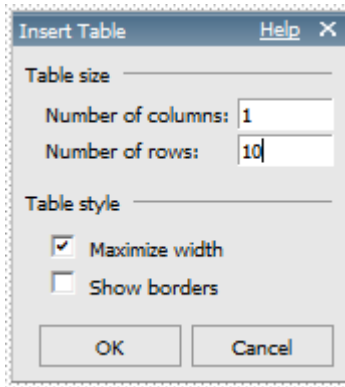 Insert Table Help
Table size
Number of columns: 1
Number of rows: 10
Table style
Maximize width
Show borders
OK Cancel